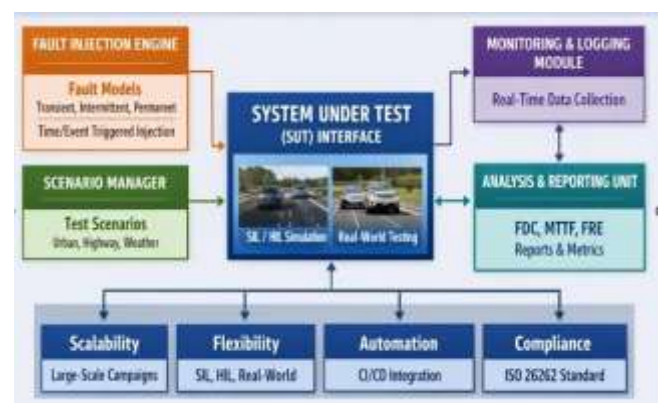 FAULT INJECTION ENGINE
Fault Models
Transient, Intermittent, Permanet
Time/Event Triggered Injection
SCENARIO MANAGER
Test Scenarios
Urban, Highway, Weather
SYSTEM UNDER TEST
(SUT) INTERFACE
SIL / HIL Simulation
Real-World Testing
MONITORING & LOGGING
MODULE
Real-Time Data Collection
ANALYSIS & REPORTING UNIT
FDC, MTTF, FRE
Reports & Metrics
Scalability
Large-Scale Campaigns
Flexibility
SIL, HIL, Real-World
Automation
CI/CD Integration
Compliance
ISO 26262 Standard